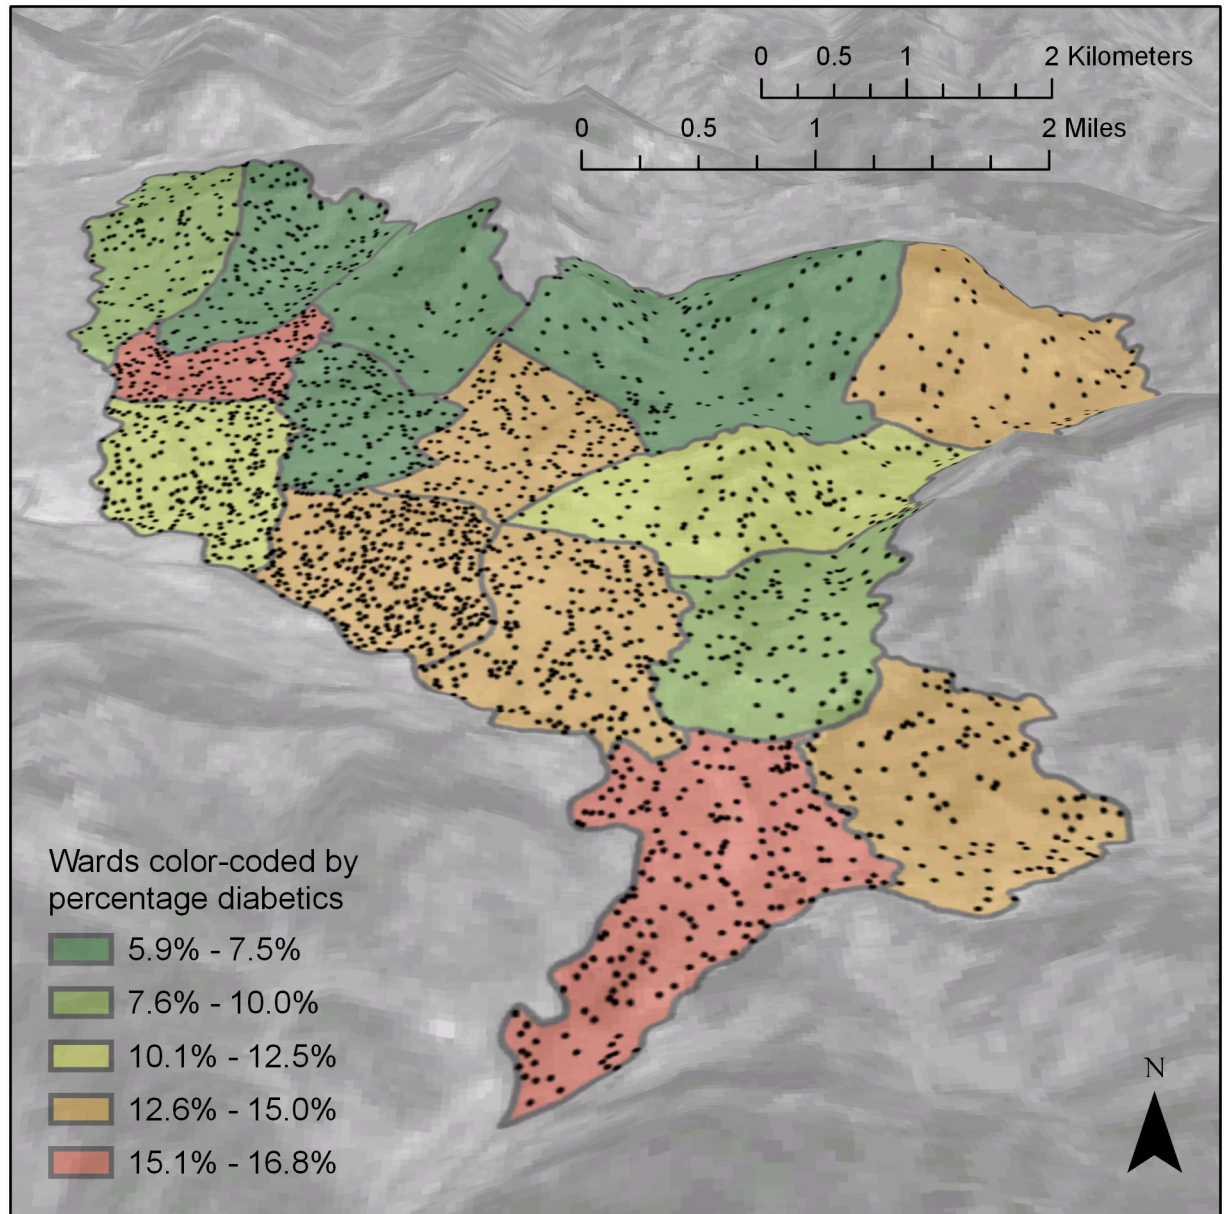 0 0.5 1 2 Kilometers
0 0.5 1 2 Miles
Wards color-coded by
percentage diabetics
5.9% - 7.5%
7.6% - 10.0%
10.1% - 12.5%
12.6% - 15.0%
15.1% - 16.8%
N